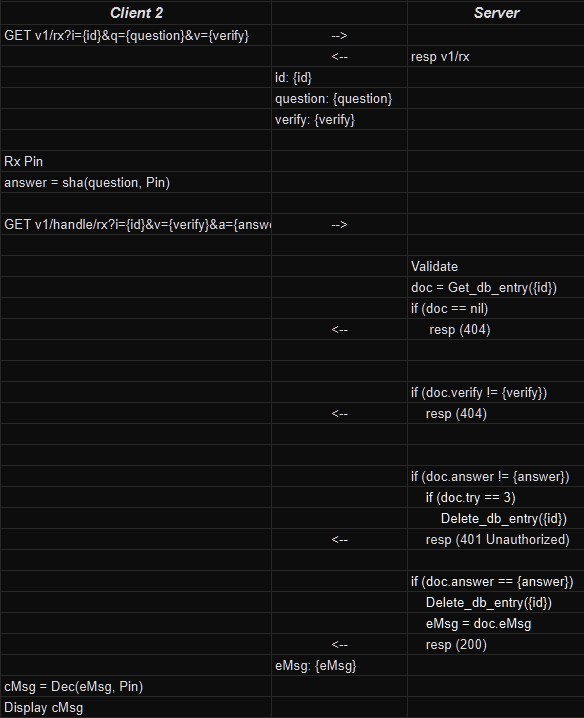 Client 2 Server
GET v1/rx?i={id}&q={question}&v={verify} -->
<-- resp v1/rx
id: {id}
question: {question}
verify: {verify}
Rx Pin
answer = sha(question, Pin)
GET v1/handle/rx?i={id}&v={verify}&a={answ -->
Validate
doc = Get_db_entry({id})
if (doc == nil)
<-- resp (404)
if (doc.verify != {verify})
<-- resp (404)
if (doc.answer != {answer})
if (doc.try == 3)
Delete_db_entry({id})
<-- resp (401 Unauthorized)
if (doc.answer == {answer})
Delete_db_entry({id})
eMsg = doc.eMsg
<-- resp (200)
eMsg: {eMsg}
cMsg = Dec(eMsg, Pin)
Display cMsg